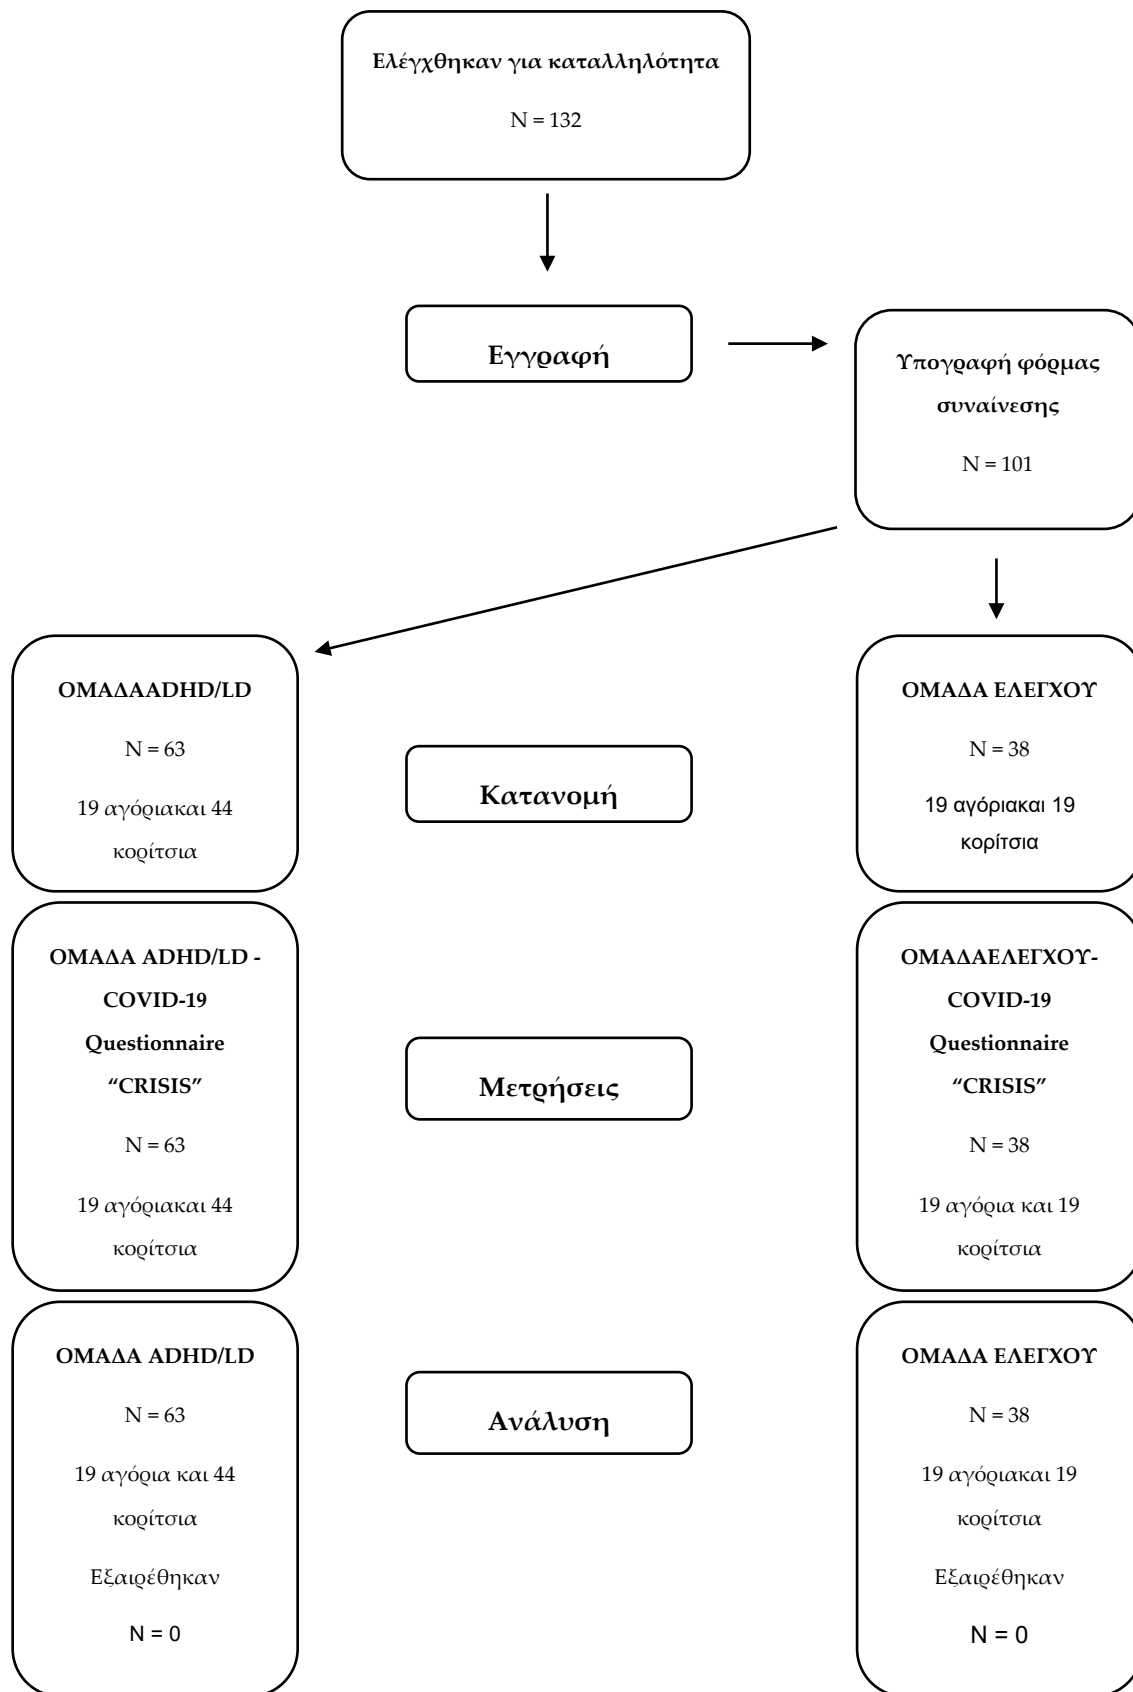 Ελέγχθηκαν για καταλληλότητα
N = 132
Εγγραφή
Υπογραφή φόρμας
συναίνεσης
N = 101
ΟΜΑΔΑADHD/LD
N = 63
19 αγόριακαι 44
κορίτσια
Κατανομή
ΟΜΑΔΑ ΕΛΕΓΧΟΥ
N = 38
19 αγόριακαι 19
κορίτσια
ΟΜΑΔΑ ADHD/LD -
COVID-19
Questionnaire
“CRISIS”
N = 63
19 αγόριακαι 44
κορίτσια
Μετρήσεις
ΟΜΑΔΑΕΛΕΓΧΟΥ-
COVID-19
Questionnaire
“CRISIS”
N = 38
19 αγόρια και 19
κορίτσια
ΟΜΑΔΑ ADHD/LD
N = 63
19 αγόρια και 44
κορίτσια
Εξαιρέθηκαν
N = 0
Ανάλυση
ΟΜΑΔΑ ΕΛΕΓΧΟΥ
N = 38
19 αγόριακαι 19
κορίτσια
Εξαιρέθηκαν
N = 0